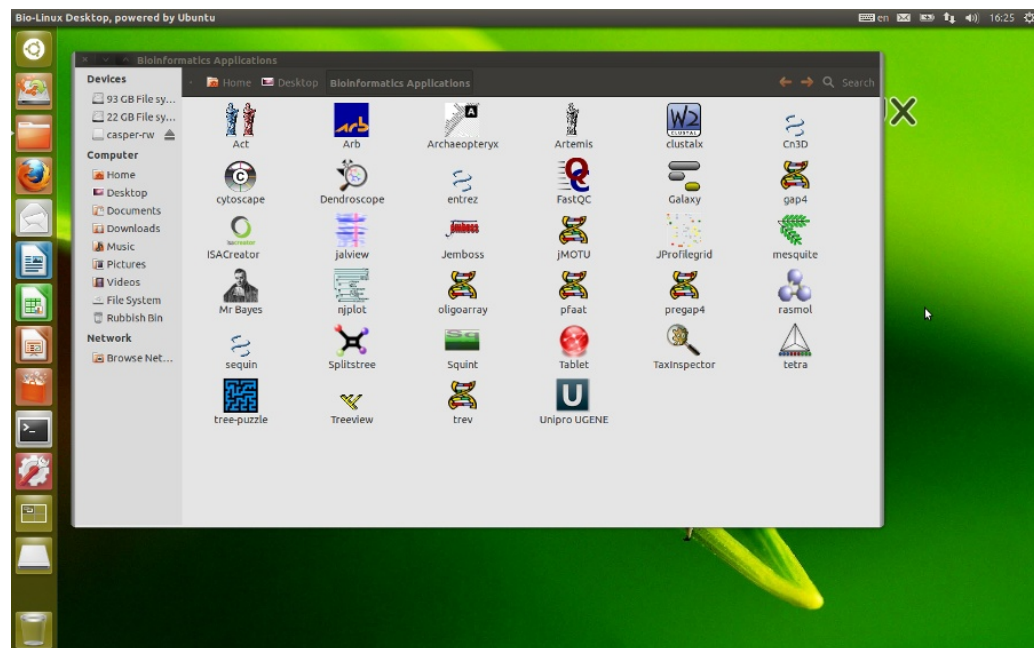 Bio-Linux Desktop, powered by Ubuntu
en
16:25
Bioinformatics Applications
Devices
Home
Desktop
Bioinformatics Applications
Search
93 GB File sy...
22 GB File sy...
casper-rw
Computer
Home
Desktop
Documents
Downloads
Music
Pictures
Videos
File System
Rubbish Bin
Network
Browse Net...
Act
Arb
Archaeopteryx
Artemis
clustalx
Cn3D
cytoscape
Dendroscope
entrez
FastQC
Galaxy
gap4
ISACreator
jalview
Jemboss
jMOTU
JProfilegrid
mesquite
Mr Bayes
njplot
oligoarray
pfaat
pregap4
rasmol
sequin
Splitstree
Squint
Tablet
TaxInspector
tetra
tree-puzzle
Treeview
trev
Unipro UGENE